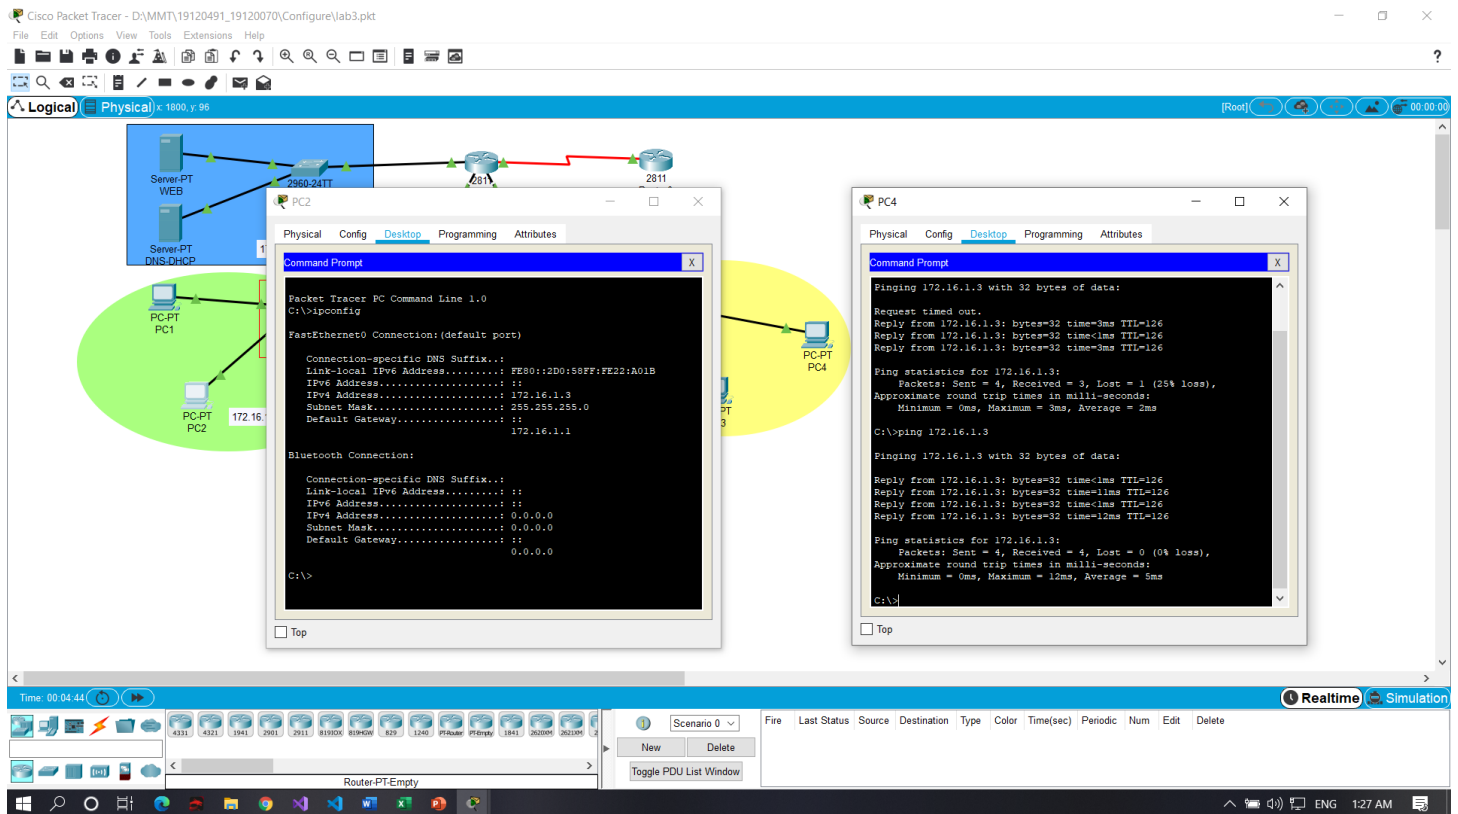 Cisco Packet Tracer - D:\MMT\19120491_19120070\Configure\lab3.pkt
File Edit Options View Tools Extensions Help
?
Logical Physical x: 1800, y: 96 [Root] 00:00:00
Server-PT
WEB
2960-24TT
2811
Server-PT
DNS-DHCP
PC-PT
PC1
PC-PT
PC2
172.16.
PC-PT
PC4
PC2
Physical Config Desktop Programming Attributes
Command Prompt X
Packet Tracer PC Command Line 1.0
C:\>ipconfig
FastEthernet0 Connection:(default port)
Connection-specific DNS Suffix..:
Link-local IPv6 Address.........: FE80::2D0:58FF:FE22:A01B
IPv6 Address....................: ::
IPv4 Address....................: 172.16.1.3
Subnet Mask.....................: 255.255.255.0
Default Gateway.................: ::
172.16.1.1
Bluetooth Connection:
Connection-specific DNS Suffix..:
Link-local IPv6 Address.........: ::
IPv6 Address....................: ::
IPv4 Address....................: 0.0.0.0
Subnet Mask.....................: 0.0.0.0
Default Gateway.................: ::
0.0.0.0
C:\>
Top
PC4
Physical Config Desktop Programming Attributes
Command Prompt X
Pinging 172.16.1.3 with 32 bytes of data:
Request timed out.
Reply from 172.16.1.3: bytes=32 time=3ms TTL=126
Reply from 172.16.1.3: bytes=32 time<1ms TTL=126
Reply from 172.16.1.3: bytes=32 time=3ms TTL=126
Ping statistics for 172.16.1.3:
Packets: Sent = 4, Received = 3, Lost = 1 (25% loss),
Approximate round trip times in milli-seconds:
Minimum = 0ms, Maximum = 3ms, Average = 2ms
C:\>ping 172.16.1.3
Pinging 172.16.1.3 with 32 bytes of data:
Reply from 172.16.1.3: bytes=32 time<1ms TTL=126
Reply from 172.16.1.3: bytes=32 time=11ms TTL=126
Reply from 172.16.1.3: bytes=32 time<1ms TTL=126
Reply from 172.16.1.3: bytes=32 time=12ms TTL=126
Ping statistics for 172.16.1.3:
Packets: Sent = 4, Received = 4, Lost = 0 (0% loss),
Approximate round trip times in milli-seconds:
Minimum = 0ms, Maximum = 12ms, Average = 5ms
C:\>
Top
Time: 00:04:44 Realtime Simulation
4331 4321 1941 2901 2911 819IOX 819HGW 829 1240 PT-Router PT-Empty 1841 2620XM 2621XM 2
Router-PT-Empty
Scenario 0
New Delete
Toggle PDU List Window
Fire Last Status Source Destination Type Color Time(sec) Periodic Num Edit Delete
ENG 1:27 AM